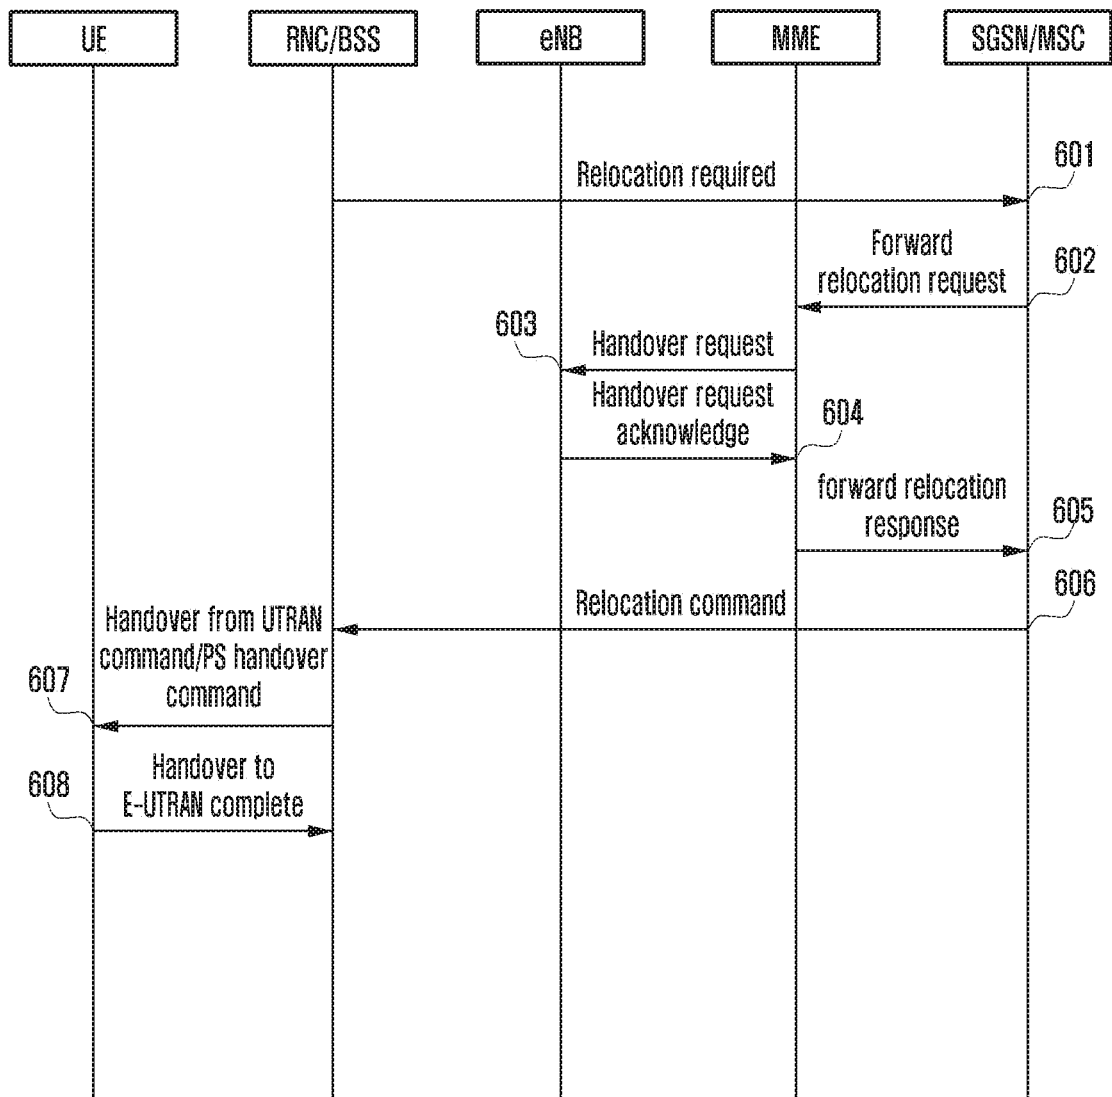 UE
RNC/BSS
eNB
MME
SGSN/MSC
Relocation required
601
Forward
relocation request
602
603
Handover request
Handover request
acknowledge
604
forward relocation
response
605
Relocation command
606
Handover from UTRAN
command/PS handover
command
607
Handover to
E-UTRAN complete
608